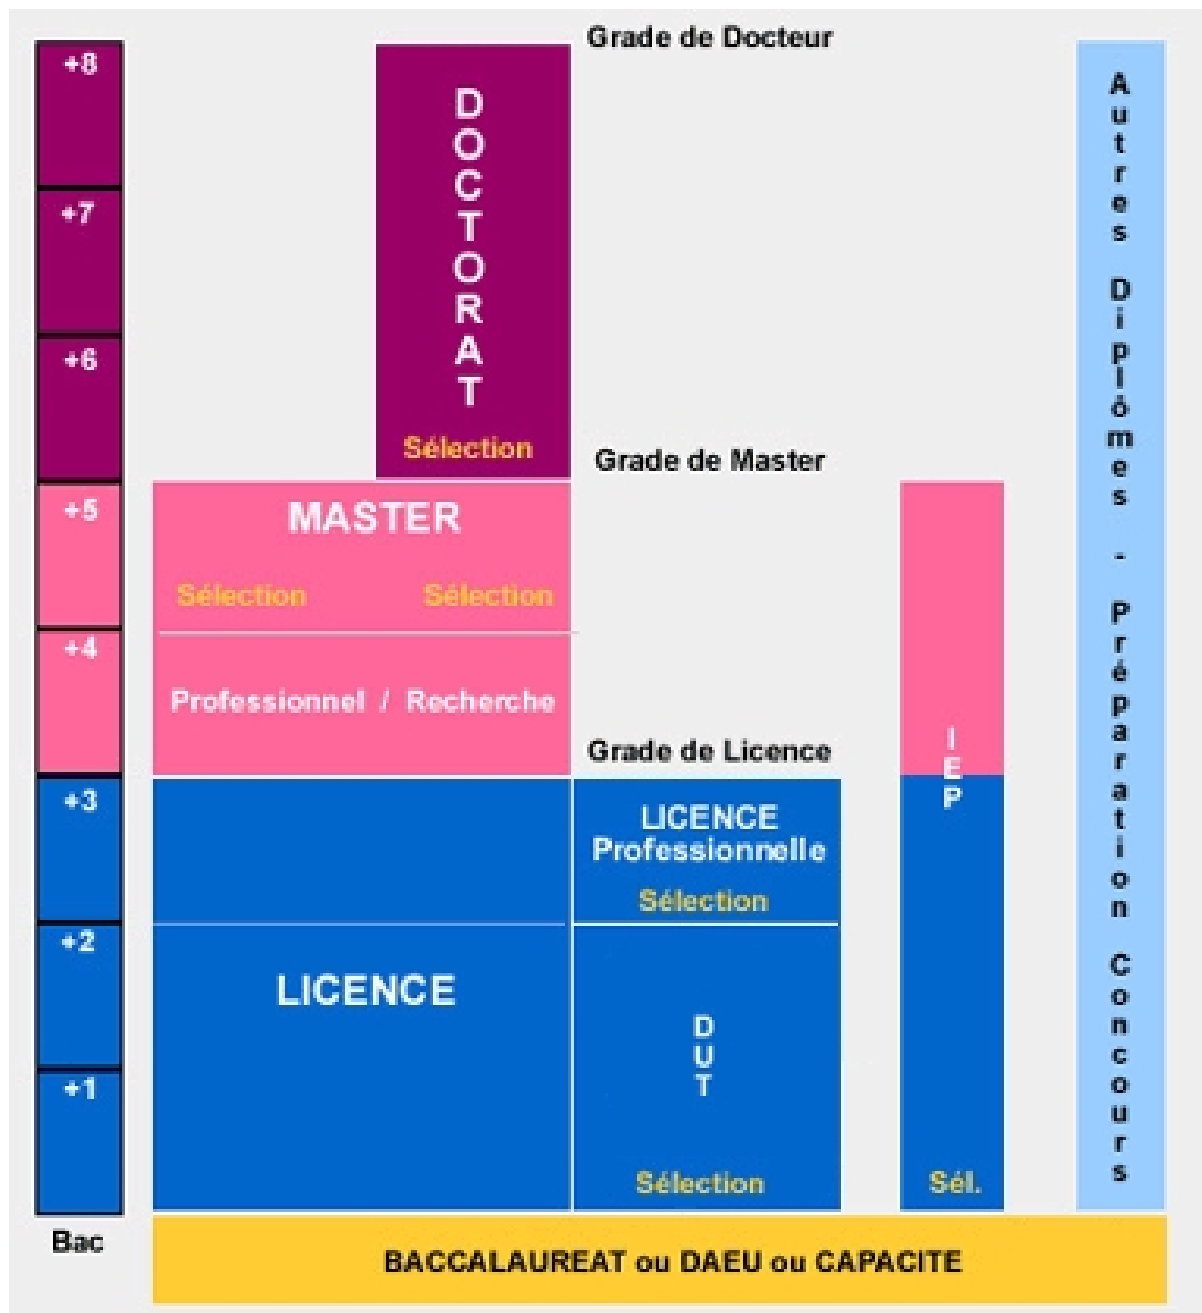 Grade de Docteur
+8
+7
+6
DOCTORAT
Sélection
Grade de Master
+5
MASTER
Sélection Sélection
+4
Professionnel / Recherche
Grade de Licence
+3
LICENCE
Professionnelle
Sélection
+2
LICENCE
DUT
+1
Sélection
IEP
Sél.
Autres Diplômes - Préparation Concours
Bac
BACCALAUREAT ou DAEU ou CAPACITE